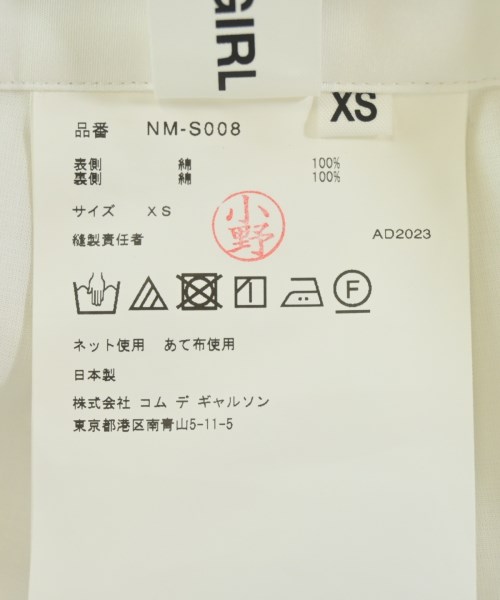 GIRL
XS
品番 NM-S008
表側 綿 100%
裏側 綿 100%
サイズ XS
縫製責任者
小野
AD2023
F
ネット使用 あて布使用
日本製
株式会社 コム デ ギャルソン
東京都港区南青山5-11-5